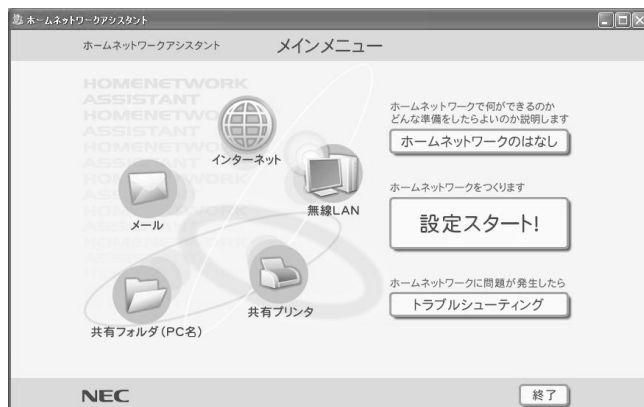 ホームネットワークアシスタント
ホームネットワークアシスタント
メインメニュー
HOMENETWORK
ASSISTANT
HOMENETWORK
ASSISTANT
HOMENETWORK
ASSISTANT
インターネット
無線LAN
メール
共有プリンタ
共有フォルダ(PC名)
ホームネットワークで何ができるのか
どんな準備をしたらよいのか説明します
ホームネットワークのはなし
ホームネットワークをつくります
設定スタート!
ホームネットワークに問題が発生したら
トラブルシューティング
NEC
終了